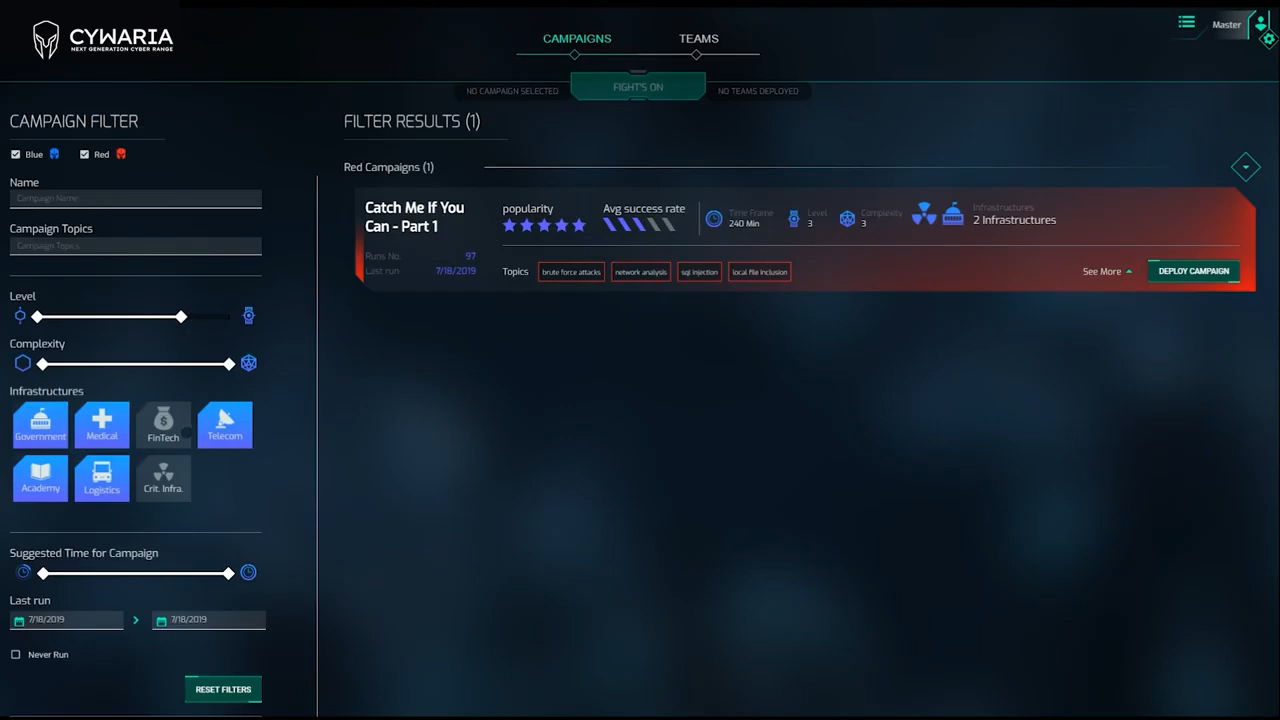 CYWARIA
NEXT GENERATION CYBER RANGE
CAMPAIGNS
TEAMS
Master
NO CAMPAIGN SELECTED
FIGHT'S ON
NO TEAMS DEPLOYED
CAMPAIGN FILTER
Blue
Red
Name
Campaign Name
Campaign Topics
Campaign Topics
Level
Complexity
Infrastructures
Government
Medical
FinTech
Telecom
Academy
Logistics
Crit. Infra.
Suggested Time for Campaign
Last run
7/18/2019
7/18/2019
Never Run
RESET FILTERS
FILTER RESULTS (1)
Red Campaigns (1)
Catch Me If You
Can - Part 1
Runs No. 97
Last run 7/18/2019
popularity
Avg success rate
Time Frame
240 Min
Level
3
Complexity
3
Infrastructures
2 Infrastructures
Topics
brute force attacks
network analysis
sql injection
local file inclusion
See More
DEPLOY CAMPAIGN